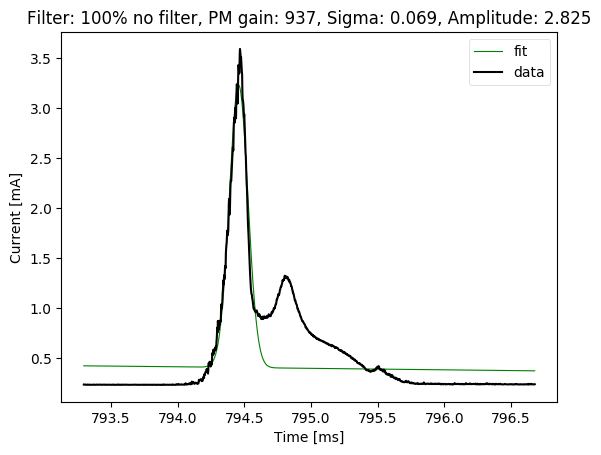 Filter: 100% no filter, PM gain: 937, Sigma: 0.069, Amplitude: 2.825
fit
data
3.5
3.0
2.5
2.0
1.5
1.0
0.5
Current [mA]
793.5 794.0 794.5 795.0 795.5 796.0 796.5
Time [ms]